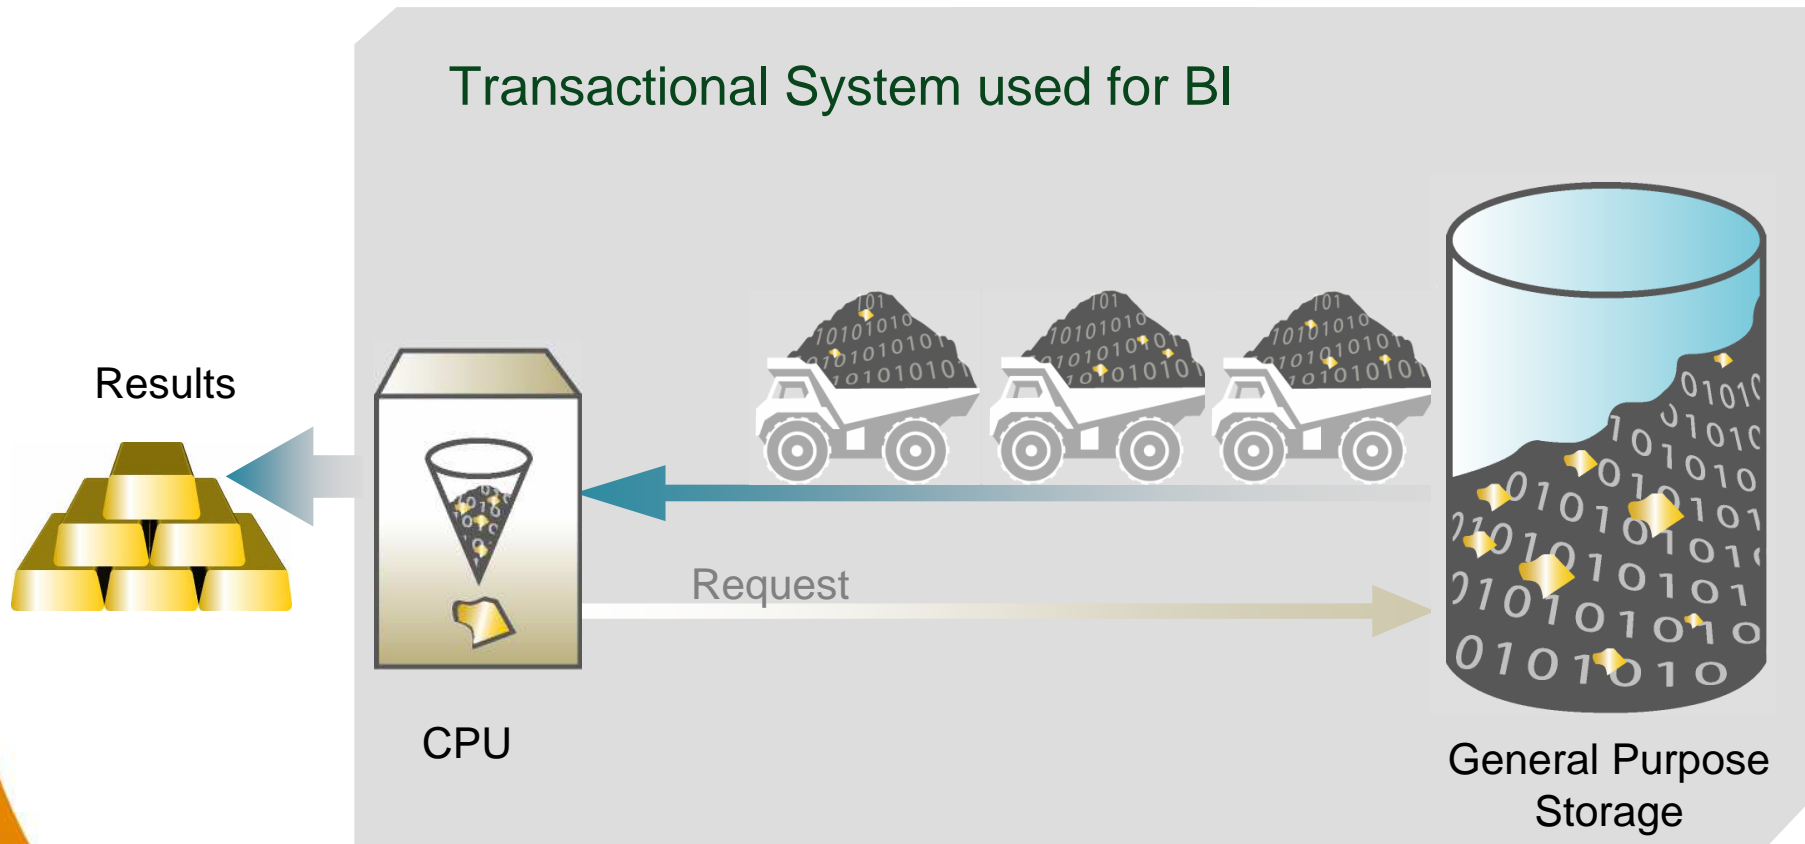 Transactional System used for BI
Results
Request
CPU
General Purpose
Storage